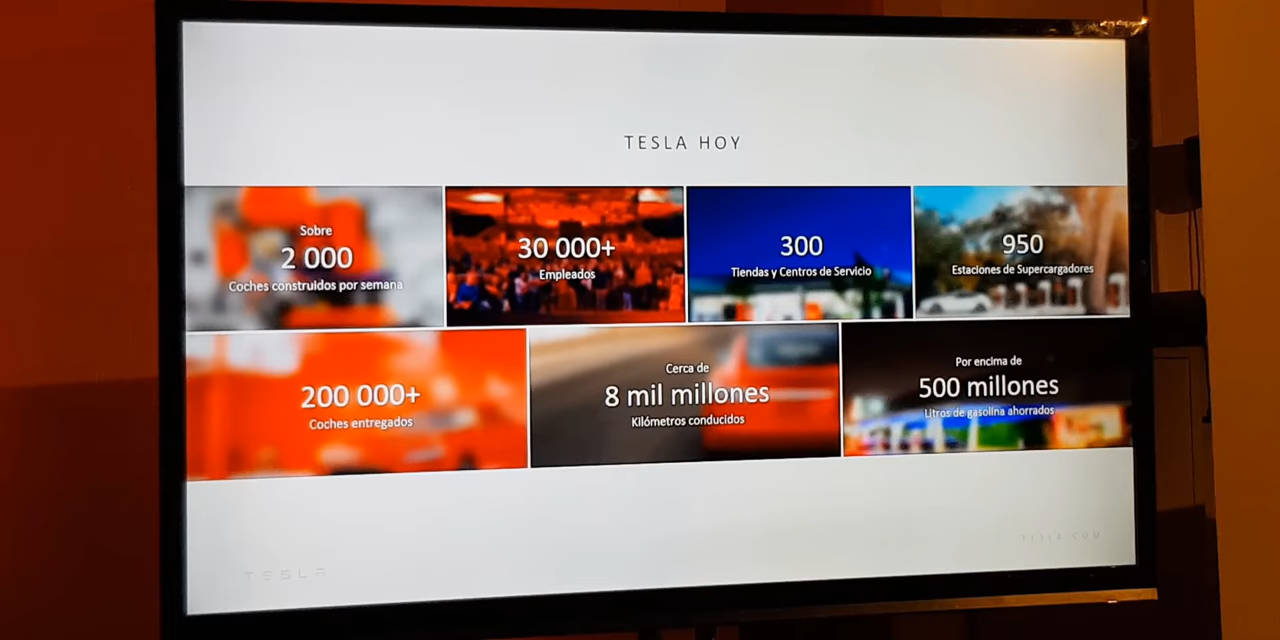 TESLA HOY
Sobre
2 000
Coches construidos por semana
30 000+
Empleados
300
Tiendas y Centros de Servicio
950
Estaciones de Supercargadores
200 000+
Coches entregados
Cerca de
8 mil millones
Kilómetros conducidos
Por encima de
500 millones
Litros de gasolina ahorrados
TESLA.COM
TESLA